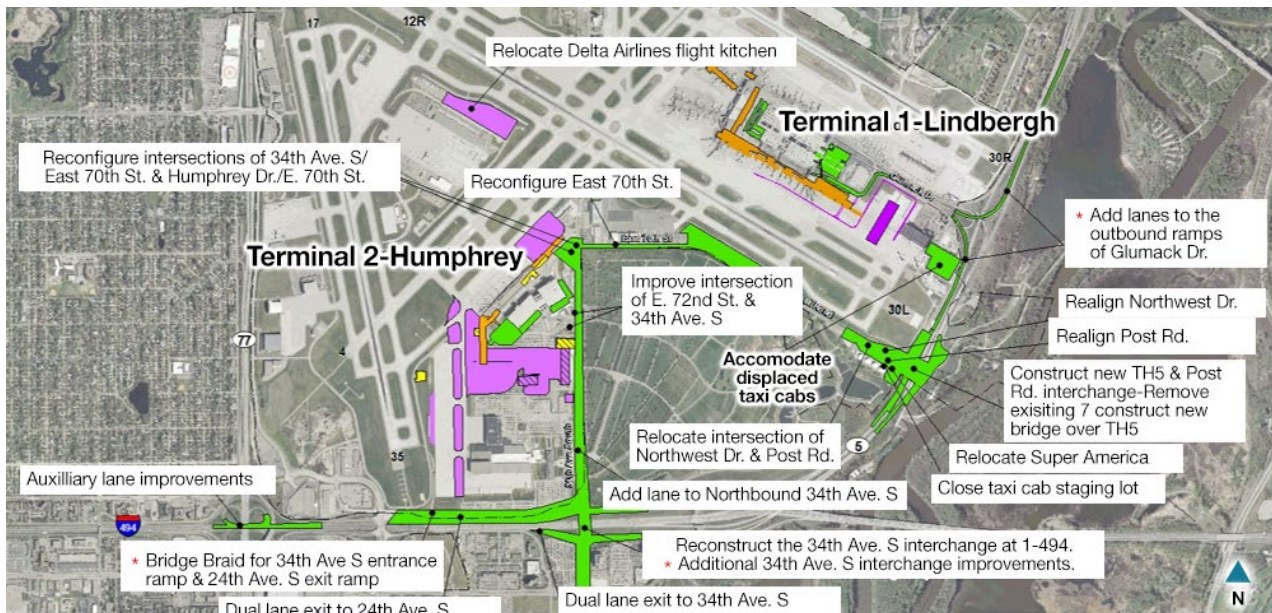 17
12R
Relocate Delta Airlines flight kitchen
Terminal 1-Lindbergh
30R
Reconfigure intersections of 34th Ave. S/
East 70th St. & Humphrey Dr./E. 70th St.
Reconfigure East 70th St.
* Add lanes to the
outbound ramps
of Glumack Dr.
Terminal 2-Humphrey
Improve intersection
of E. 72nd St. &
34th Ave. S
30L
Realign Northwest Dr.
Realign Post Rd.
77
4
Accomodate
displaced
taxi cabs
Construct new TH5 & Post
Rd. interchange-Remove
exisiting 7 construct new
bridge over TH5
Relocate intersection of
Northwest Dr. & Post Rd.
5
Relocate Super America
35
Close taxi cab staging lot
Auxilliary lane improvements
Add lane to Northbound 34th Ave. S
494
* Bridge Braid for 34th Ave S entrance
ramp & 24th Ave. S exit ramp
Reconstruct the 34th Ave. S interchange at 1-494.
* Additional 34th Ave. S interchange improvements.
Dual lane exit to 24th Ave. S
Dual lane exit to 34th Ave. S
N